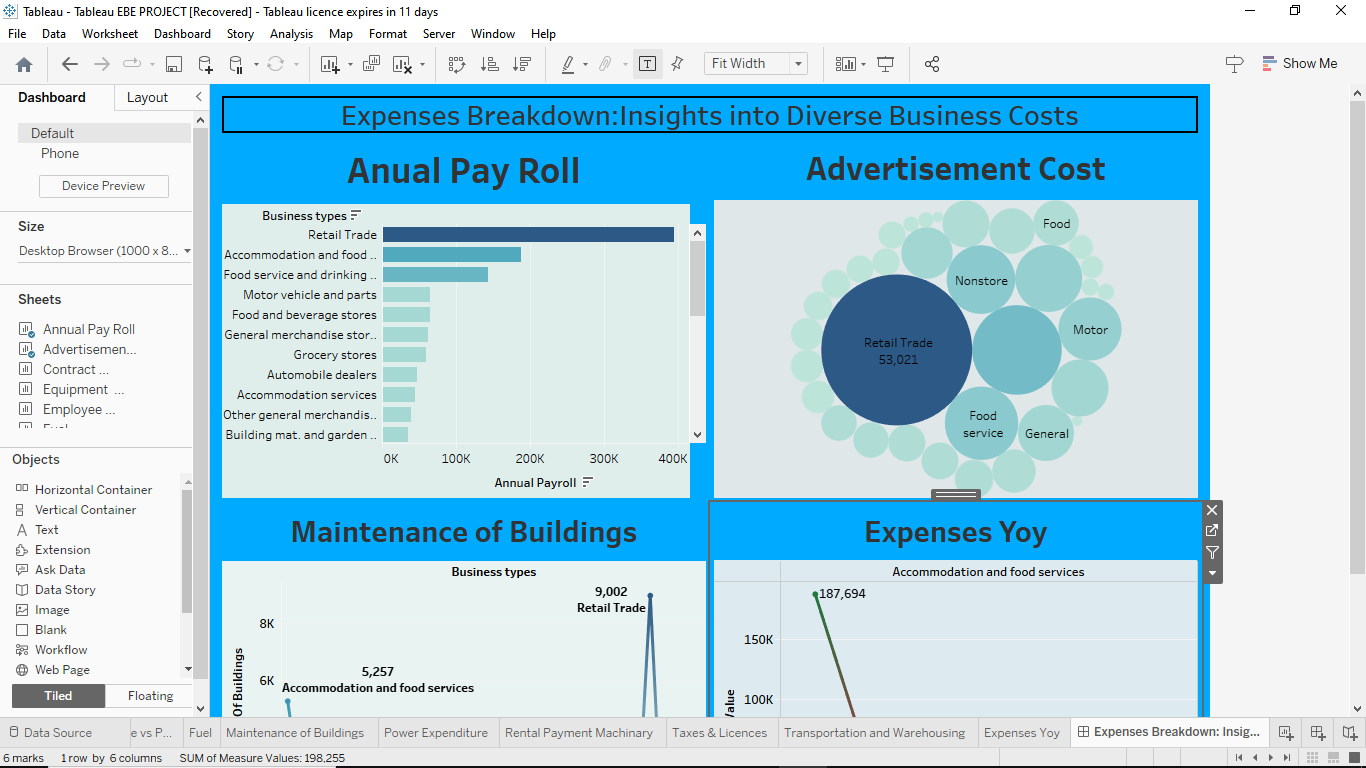 Tableau - Tableau EBE PROJECT [Recovered] - Tableau licence expires in 11 days
File Data Worksheet Dashboard Story Analysis Map Format Server Window Help
Fit Width
Show Me
Dashboard Layout
Default
Phone
Device Preview
Size
Desktop Browser (1000 x 8...
Sheets
Annual Pay Roll
Advertisemen...
Contract ...
Equipment ...
Employee ...
Fuel
Objects
Horizontal Container
Vertical Container
Text
Extension
Ask Data
Data Story
Image
Blank
Workflow
Web Page
Tiled Floating
Expenses Breakdown:Insights into Diverse Business Costs
Anual Pay Roll
Business types
Retail Trade
Accommodation and food ..
Food service and drinking ..
Motor vehicle and parts
Food and beverage stores
General merchandise stor..
Grocery stores
Automobile dealers
Accommodation services
Other general merchandis..
Building mat. and garden ..
0K 100K 200K 300K 400K
Annual Payroll
Advertisement Cost
Food
Nonstore
Motor
Retail Trade
53,021
Food
service
General
Maintenance of Buildings
Business types
9,002
Retail Trade
8K
5,257
Accommodation and food services
6K
Of Buildings
Expenses Yoy
Accommodation and food services
187,694
150K
100K
Value
Data Source e vs P... Fuel Maintenance of Buildings Power Expenditure Rental Payment Machinary Taxes & Licences Transportation and Warehousing Expenses Yoy Expenses Breakdown: Insig...
6 marks 1 row by 6 columns SUM of Measure Values: 198,255